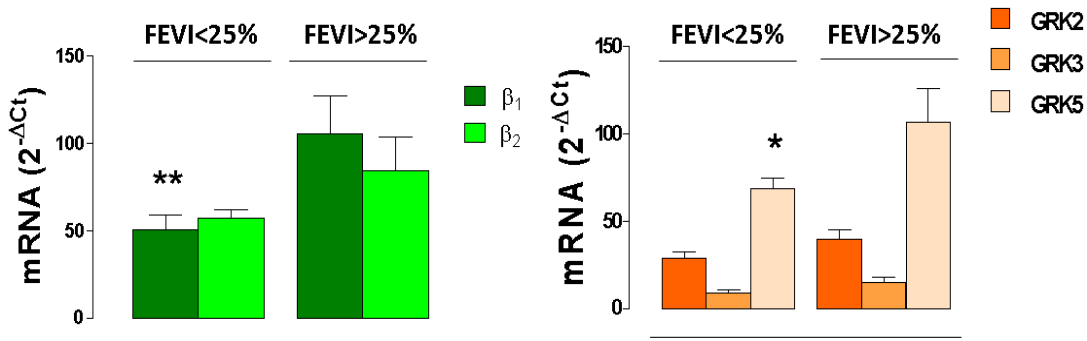 FEVI<25% FEVI>25%
mRNA (2^-ΔCt)
150
100
50
0
**
β₁
β₂
FEVI<25% FEVI>25%
mRNA (2^-ΔCt)
150
100
50
0
*
GRK2
GRK3
GRK5